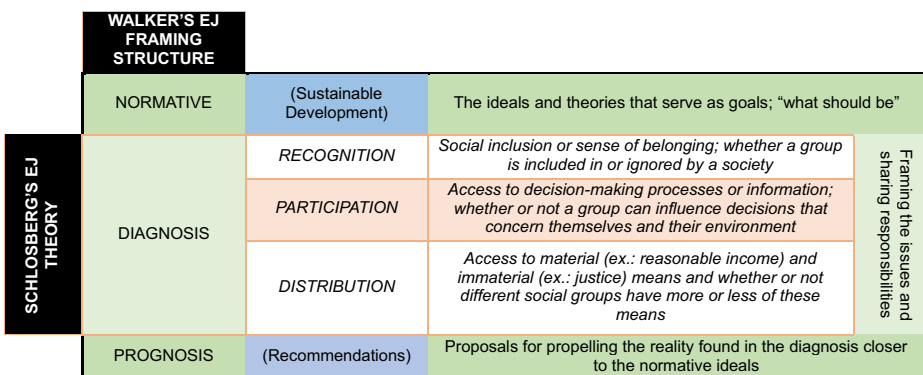 WALKER'S EJ
FRAMING
STRUCTURE
NORMATIVE
(Sustainable
Development)
The ideals and theories that serve as goals; “what should be”
SCHLOSBERG'S EJ
THEORY
DIAGNOSIS
RECOGNITION
Social inclusion or sense of belonging; whether a group
is included in or ignored by a society
PARTICIPATION
Access to decision-making processes or information;
whether or not a group can influence decisions that
concern themselves and their environment
DISTRIBUTION
Access to material (ex.: reasonable income) and
immaterial (ex.: justice) means and whether or not
different social groups have more or less of these
means
Framing the issues and
sharing responsibilities
PROGNOSIS
(Recommendations)
Proposals for propelling the reality found in the diagnosis closer
to the normative ideals